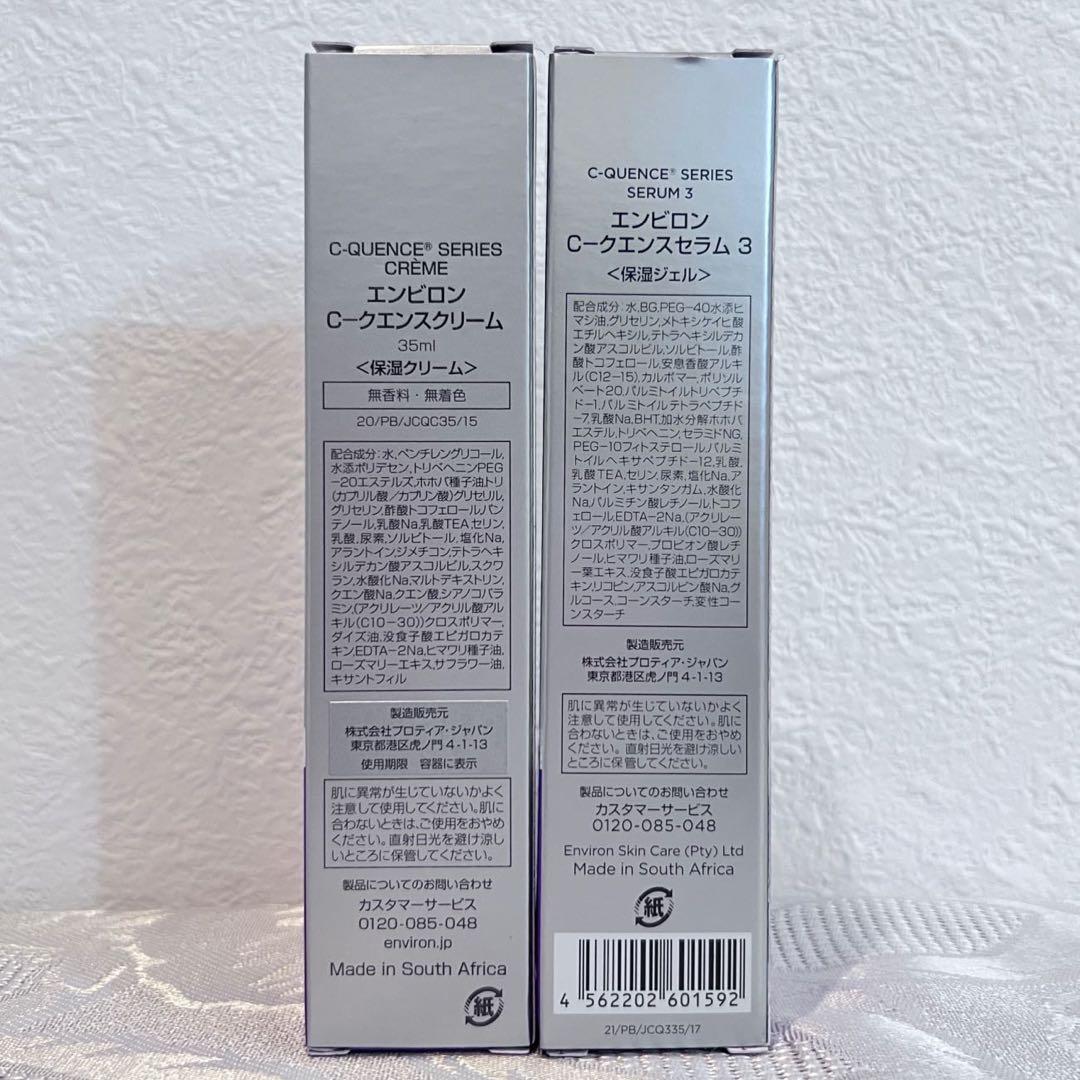 C-QUENCE® SERIES
CRÈME
エンビロン
C-クエンスクリーム
35ml
<保湿クリーム>
無香料・無着色
20/PB/JCQC35/15
配合成分:水,ペンチレングリコール,
水添ポリデセン,トリベヘニンPEG
-20エステルズ,ホホバ種子油トリ
(カプリル酸/カプリン酸)グリセリル,
グリセリン,酢酸トコフェロールパン
テノール,乳酸Na,乳酸TEAセリン,
乳酸,尿素,ソルビトール,塩化Na,
アラントイン,ジメチコン,テトラヘキ
シルデカン酸アスコルビル,スクワ
ラン,水酸化Na,マルトデキストリン,
クエン酸Na,クエン酸,シアノコバラ
ミン,(アクリレーツ/アクリル酸アル
キル(C10-30))クロスポリマー,
ダイズ油,没食子酸エピガロカテ
キン,EDTA-2Na,ヒマワリ種子油,
ローズマリーエキス,サフラワー油,
キサントフィル
製造販売元
株式会社プロティア・ジャパン
東京都港区虎ノ門4-1-13
使用期限 容器に表示
肌に異常が生じていないかよく
注意して使用してください。肌に
合わないときは、ご使用をおやめ
ください。直射日光を避け涼し
いところに保管してください。
製品についてのお問い合わせ
カスタマーサービス
0120-085-048
environ.jp
Made in South Africa
紙
C-QUENCE® SERIES
SERUM 3
エンビロン
C-クエンスセラム 3
<保湿ジェル>
配合成分:水,BG,PEG-40水添ヒ
マシ油,グリセリン,メトキシケイヒ酸
エチルヘキシル,テトラヘキシルデカ
ン酸アスコルビル,ソルビトール,酢
酸トコフェロール,安息香酸アルキ
ル(C12-15),カルボマー,ポリソル
ベート20,パルミトイルトリペプチ
ド-1,パルミトイルテトラペプチド
-7,乳酸Na,BHT,加水分解ホホバ
エステル,トリベヘニン,セラミドNG,
PEG-10フィトステロール,パルミ
トイルヘキサペプチド-12,乳酸,
乳酸TEA,セリン,尿素,塩化Na,ア
ラントイン,キサンタンガム,水酸化
Na,パルミチン酸レチノール,トコフ
ェロール,EDTA-2Na,(アクリレー
ツ/アクリル酸アルキル(C10-30))
クロスポリマー,プロピオン酸レチ
ノール,ヒマワリ種子油,ローズマリ
ー葉エキス,没食子酸エピガロカテ
キン,リコピン,アスコルビン酸Na,グ
ルコース,コーンスターチ,変性コー
ンスターチ
製造販売元
株式会社プロティア・ジャパン
東京都港区虎ノ門4-1-13
肌に異常が生じていないかよく
注意して使用してください。肌に
合わないときは、ご使用をおやめ
ください。直射日光を避け涼しい
ところに保管してください。
製品についてのお問い合わせ
カスタマーサービス
0120-085-048
Environ Skin Care (Pty) Ltd
Made in South Africa
紙
4 562202 601592
21/PB/JCQ335/17